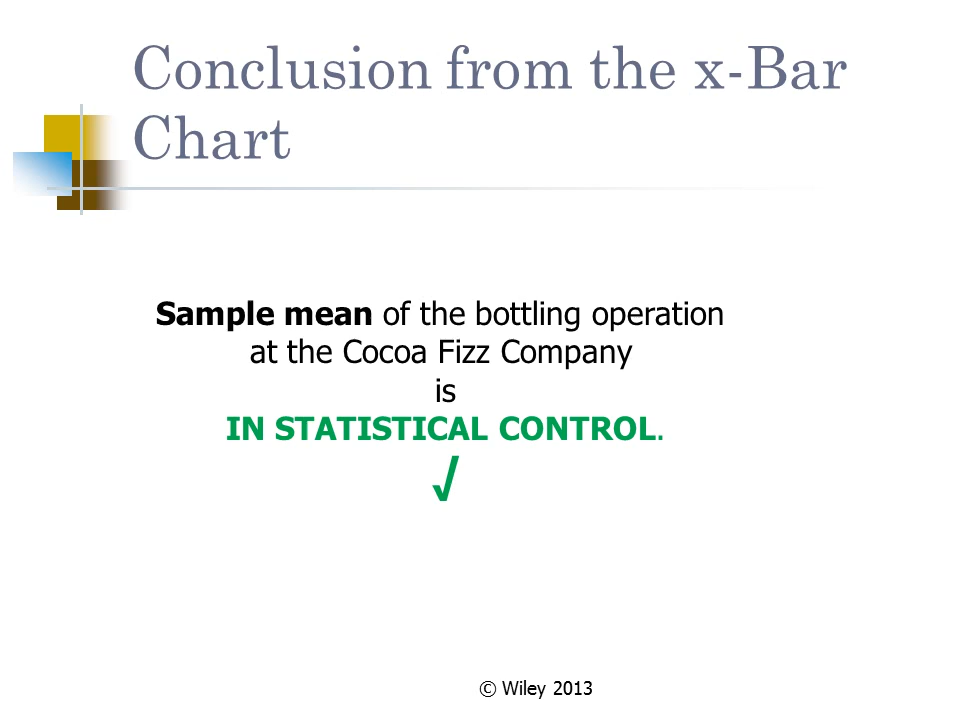 Conclusion from the x-Bar
Chart
Sample mean of the bottling operation
at the Cocoa Fizz Company
is
IN STATISTICAL CONTROL.
√
© Wiley 2013